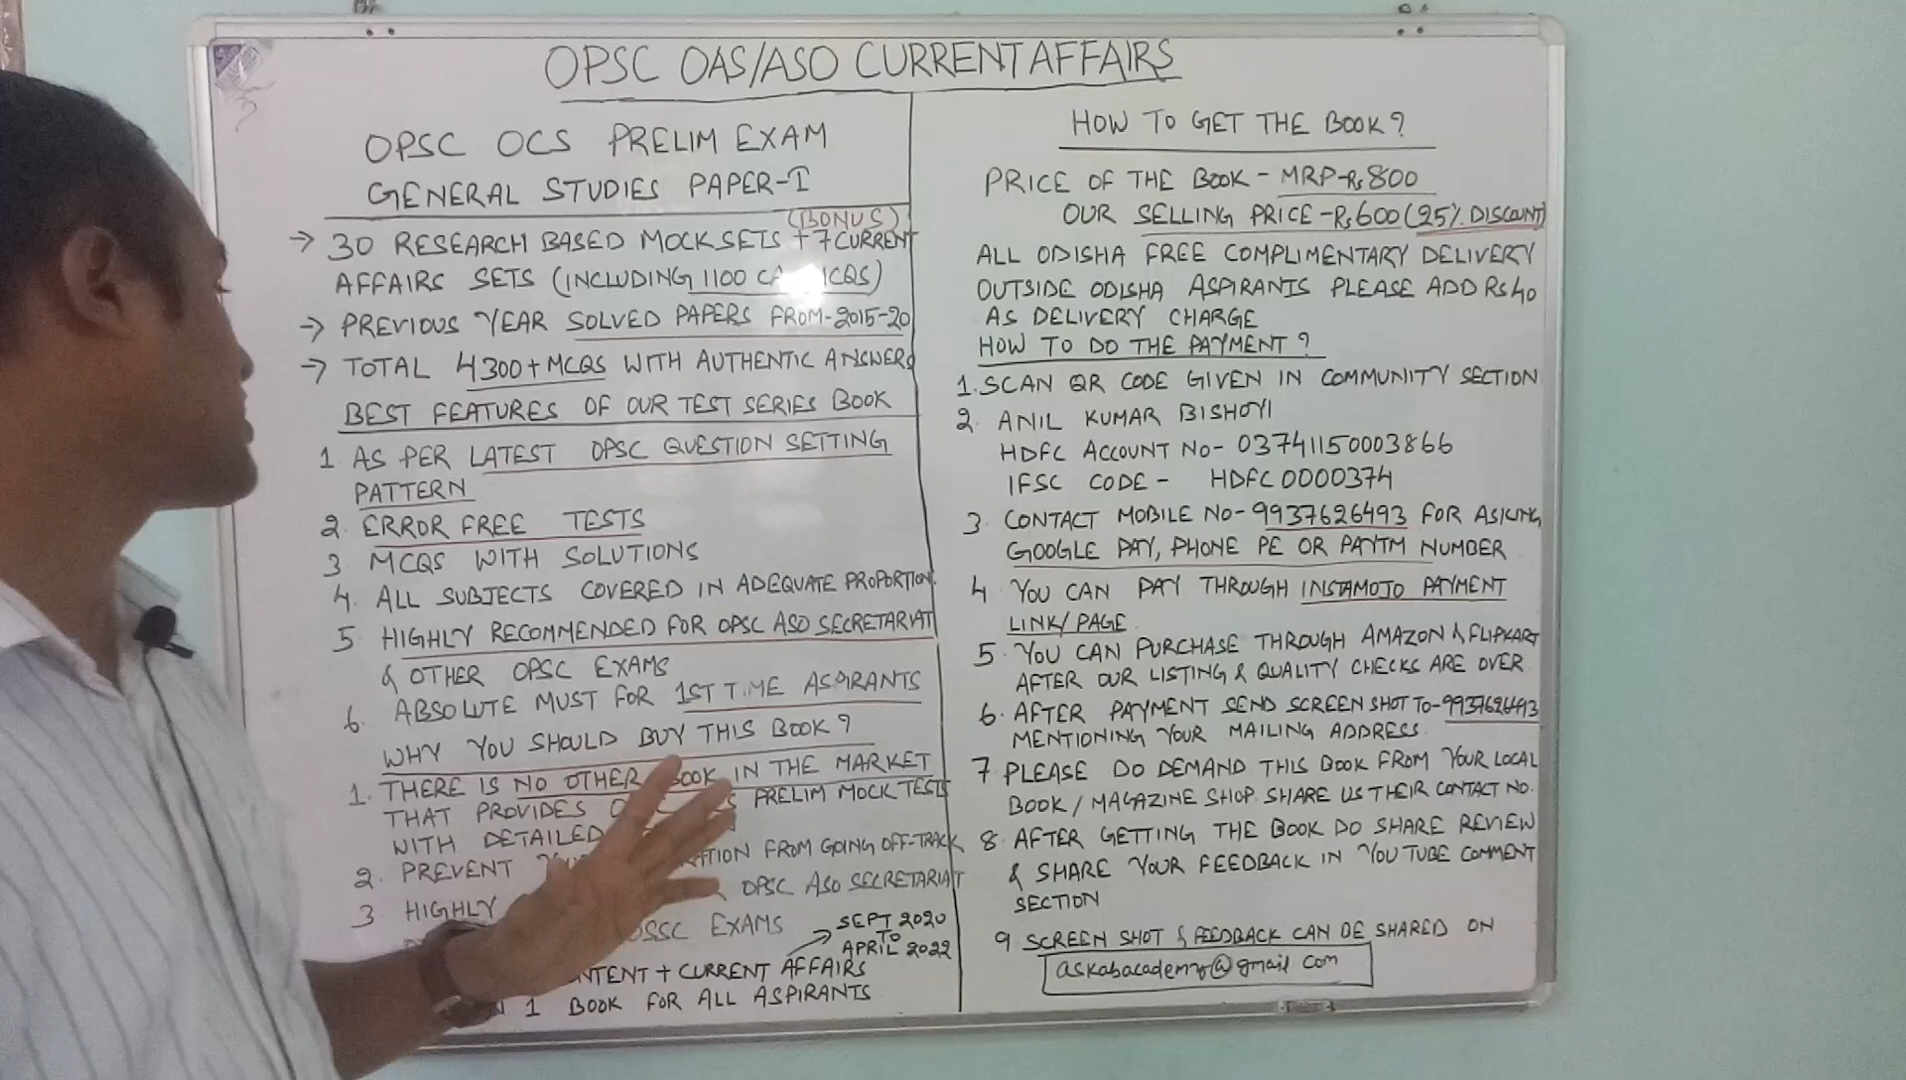 OPSC OAS/ASO CURRENT AFFAIRS
OPSC OCS PRELIM EXAM
GENERAL STUDIES PAPER-I
(BONUS)
→ 30 RESEARCH BASED MOCK SETS + 7 CURRENT
AFFAIRS SETS (INCLUDING 1100
→ PREVIOUS YEAR SOLVED PAPERS FROM-2015-20
→ TOTAL 4300+MCQS WITH AUTHENTIC ANSWERS
BEST FEATURES OF OUR TEST SERIES BOOK
1. AS PER LATEST OPSC QUESTION SETTING
PATTERN
2. ERROR FREE TESTS
3 MCQS WITH SOLUTIONS
4. ALL SUBJECTS COVERED IN ADEQUATE PROPORTION.
5 HIGHLY RECOMMENDED FOR OPSC ASO SECRETARIAT
& OTHER OPSC EXAMS
6. ABSOLUTE MUST FOR 1ST TIME ASPIRANTS
WHY YOU SHOULD BUY THIS BOOK?
1. THERE IS NO OTHER BOOK IN THE MARKET
THAT PROVIDES PRELIM MOCK TESTS
WITH DETAILED
2. PREVENT FROM GOING OFF-TRACK
3 HIGHLY OPSC ASO SECRETARIAT
EXAMS
SEPT 2020
TO
APRIL 2022
+ CURRENT AFFAIRS
1 BOOK FOR ALL ASPIRANTS
HOW TO GET THE BOOK?
PRICE OF THE BOOK - MRP-Rs 800
OUR SELLING PRICE-Rs 600 (25% DISCOUNT)
ALL ODISHA FREE COMPLIMENTARY DELIVERY
OUTSIDE ODISHA ASPIRANTS PLEASE ADD Rs 40
AS DELIVERY CHARGE
HOW TO DO THE PAYMENT?
1. SCAN QR CODE GIVEN IN COMMUNITY SECTION
2. ANIL KUMAR BISHOYI
HDFC ACCOUNT NO- 03741150003866
IFSC CODE - HDFC0000374
3. CONTACT MOBILE NO-9937626493 FOR ASKING
GOOGLE PAY, PHONE PE OR PAYTM NUMBER
4 YOU CAN PAY THROUGH INSTAMOJO PAYMENT
LINK/PAGE
5. YOU CAN PURCHASE THROUGH AMAZON & FLIPKART
AFTER OUR LISTING & QUALITY CHECKS ARE OVER
6. AFTER PAYMENT SEND SCREEN SHOT TO-9937626493
MENTIONING YOUR MAILING ADDRESS.
7 PLEASE DO DEMAND THIS BOOK FROM YOUR LOCAL
BOOK/MAGAZINE SHOP. SHARE US THEIR CONTACT NO.
8. AFTER GETTING THE BOOK DO SHARE REVIEW
& SHARE YOUR FEEDBACK IN YOUTUBE COMMENT
SECTION
9 SCREEN SHOT & FEEDBACK CAN BE SHARED ON
askabacademy@gmail.com